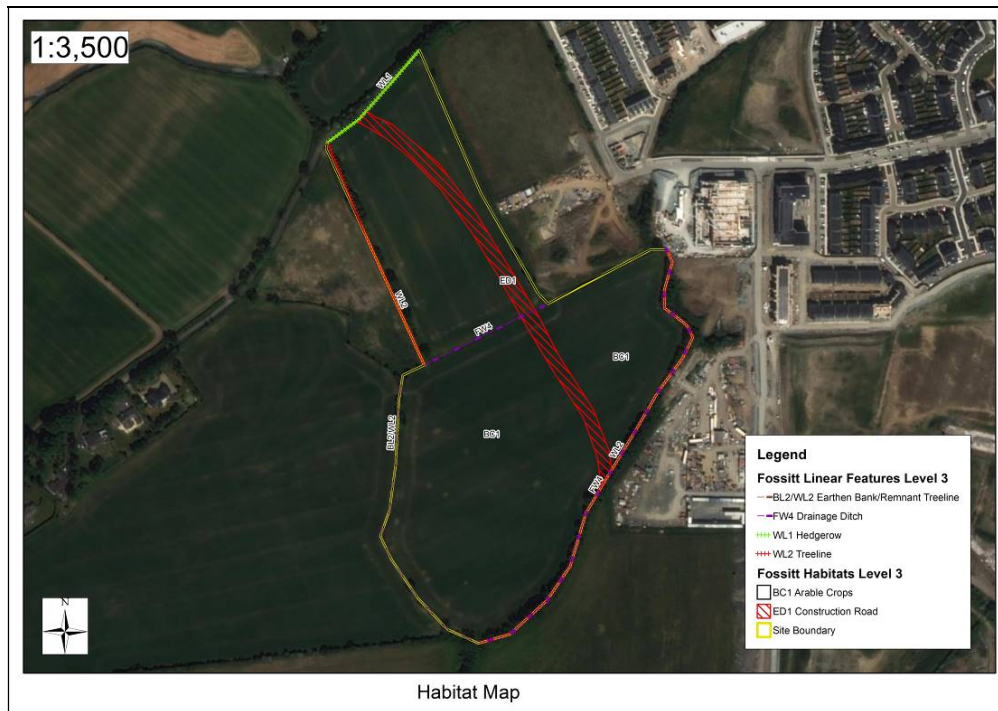 1:3,500
WL1
WL2
ED1
FW4
BC1
BC1
BL2/WL2
WL2
FW4
N
Legend
Fossitt Linear Features Level 3
BL2/WL2 Earthen Bank/Remnant Treeline
FW4 Drainage Ditch
WL1 Hedgerow
WL2 Treeline
Fossitt Habitats Level 3
BC1 Arable Crops
ED1 Construction Road
Site Boundary
Habitat Map